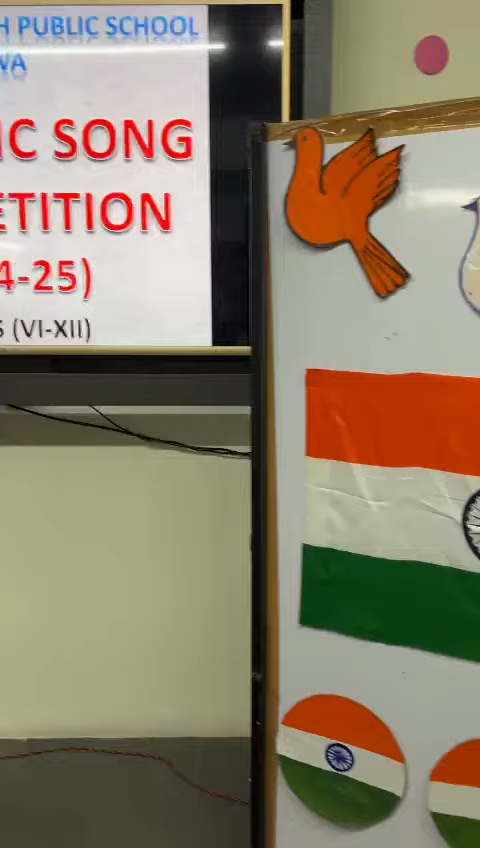 H PUBLIC SCHOOL
WA
IC SONG
ETITION
4-25)
S (VI-XII)